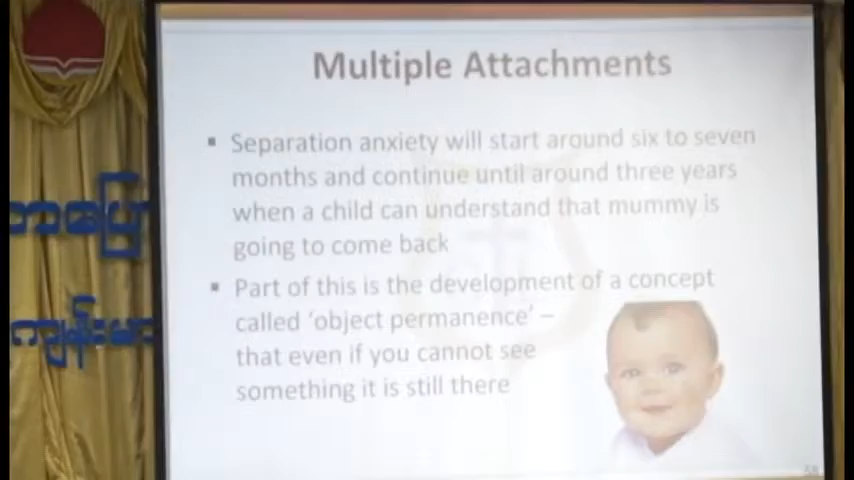 Multiple Attachments
▪ Separation anxiety will start around six to seven
months and continue until around three years
when a child can understand that mummy is
going to come back
▪ Part of this is the development of a concept
called ‘object permanence’ –
that even if you cannot see
something it is still there